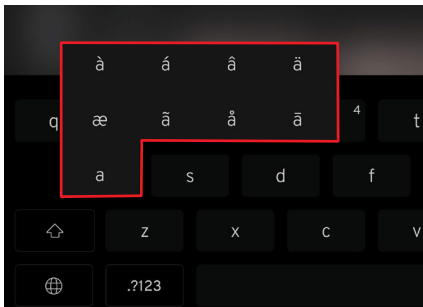 à á â ä
q æ ã å ā 4 t
a s d f
z x c v
.?123